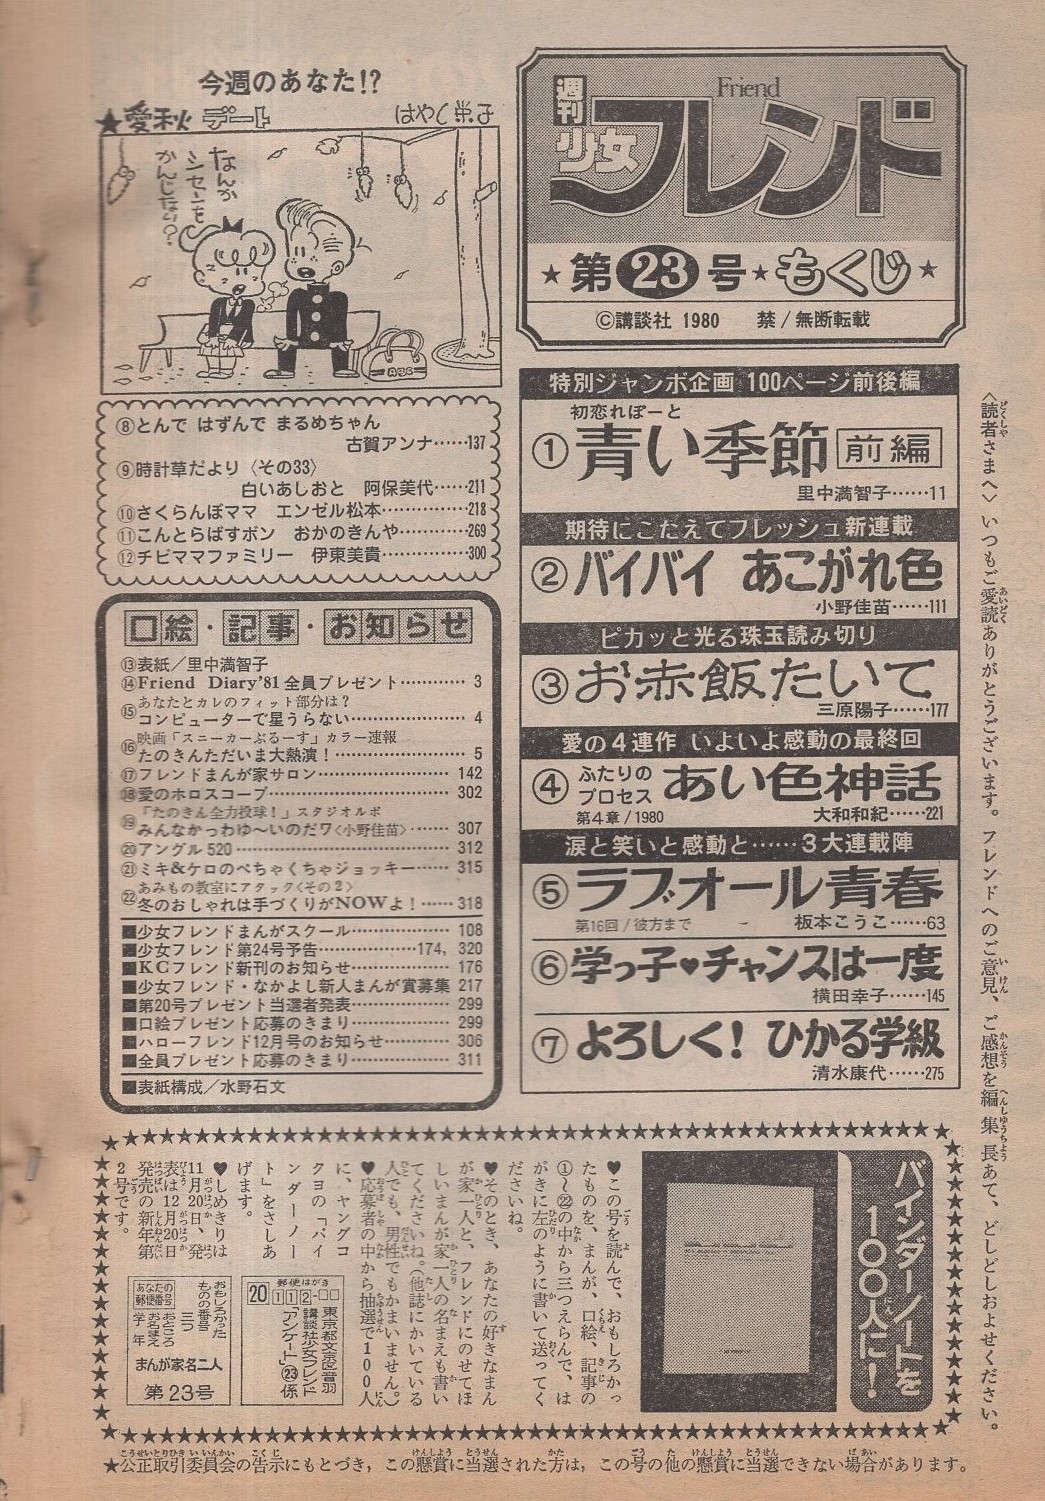 週刊
少女
フレンド
Friend
★第23号★もくじ★
©講談社 1980 禁/無断転載
今週のあなた!?
★愛秋 デート
はやく栄子
なんか
シセンを
かんじない?
特別ジャンボ企画 100ページ前後編
初恋れぽーと
①青い季節 前編
里中満智子……11
期待にこたえてフレッシュ新連載
②バイバイ あこがれ色
小野佳苗……111
ピカッと光る珠玉読み切り
③お赤飯たいて
三原陽子……177
愛の4連作 いよいよ感動の最終回
④ふたりの
プロセス
あい色神話
第4章/1980 大和和紀……221
涙と笑いと感動と……3大連載陣
⑤ラブオール青春
第16回/彼方まで 板本こうこ……63
⑥学っ子♥チャンスは一度
横田幸子……145
⑦よろしく! ひかる学級
清水康代……275
⑧とんで はずんで まるめちゃん
古賀アンナ……137
⑨時計草だより〈その33〉
白いあしおと 阿保美代……211
⑩さくらんぼママ エンゼル松本……218
⑪こんとらばすボン おかのきんや……269
⑫チビママファミリー 伊東美貴……300
口絵・記事・お知らせ
⑬表紙/里中満智子
⑭Friend Diary'81全員プレゼント…………3
⑮あなたとカレのフィット部分は?
コンピューターで星うらない…………4
⑯映画「スニーカーぶるーす」カラー速報
たのきんただいま大熱演!…………5
⑰フレンドまんが家サロン…………142
⑱愛のホロスコープ…………302
⑲「たのきん全力投球!」スタジオルポ
みんなかっわゆ〜いのだワ〈小野佳苗〉……307
⑳アングル520…………312
㉑ミキ&ケロのぺちゃくちゃジョッキー……315
㉒あみもの教室にアタック〈その2〉
冬のおしゃれは手づくりがNOWよ!……318
■少女フレンドまんがスクール…………108
■少女フレンド第24号予告…………174, 320
■KCフレンド新刊のお知らせ…………176
■少女フレンド・なかよし新人まんが賞募集 217
■第20号プレゼント当選者発表…………299
■口絵プレゼント応募のきまり…………299
■ハローフレンド12月号のお知らせ…………306
■全員プレゼント応募のきまり…………311
■表紙構成/水野石文
〈読者さまへ〉いつもご愛読ありがとうございます。フレンドへのご意見、ご感想を編集長あて、どしどしおよせください。
バインダーノートを
100人に!
♥この号を読んで、おもしろかっ
たものを、まんが、口絵、記事の
①〜㉒の中から三つえらんで、は
がきに左のように書いて送ってく
ださいね。
♥そのとき、あなたの好きなまん
が家一人と、フレンドにのせてほ
しいまんが家一人の名まえも書い
てくださいね。(他誌にかいている
人でも、男性でもかまいません。)
♥応募者の中から抽選で100人
に、ヤングコ
クヨの「バイ
ンダーノー
ト」をさしあ
げます。
♥しめきりは
11月20日、発
表は12月20日
発売の新年第
2号です。
郵便はがき
20 112-□□
東京都文京区音羽
講談社少女フレンド
「アンケート」㉓係
おもしろかった
ものの番号
三つ
あなたの
郵便番号
おところ
お名まえ
学年
まんが家名二人
第23号
★公正取引委員会の告示にもとづき，この懸賞に当選された方は，この号の他の懸賞に当選できない場合があります。